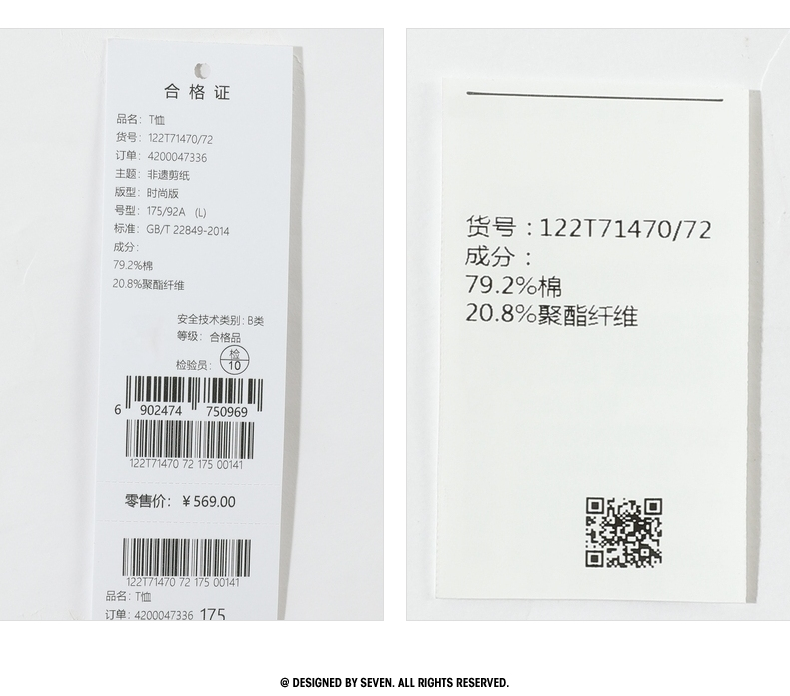 合格证
品名：T恤
货号：122T71470/72
订单：4200047336
主题：非遗剪纸
版型：时尚版
号型：175/92A （L）
标准：GB/T 22849-2014
成分：
79.2%棉
20.8%聚酯纤维
安全技术类别：B类
等级：合格品
检验员：检 10
6 902474 750969
122T71470 72 175 00141
零售价：￥569.00
122T71470 72 175 00141
品名：T恤
订单：4200047336 175
货号：122T71470/72
成分：
79.2%棉
20.8%聚酯纤维
@ DESIGNED BY SEVEN. ALL RIGHTS RESERVED.